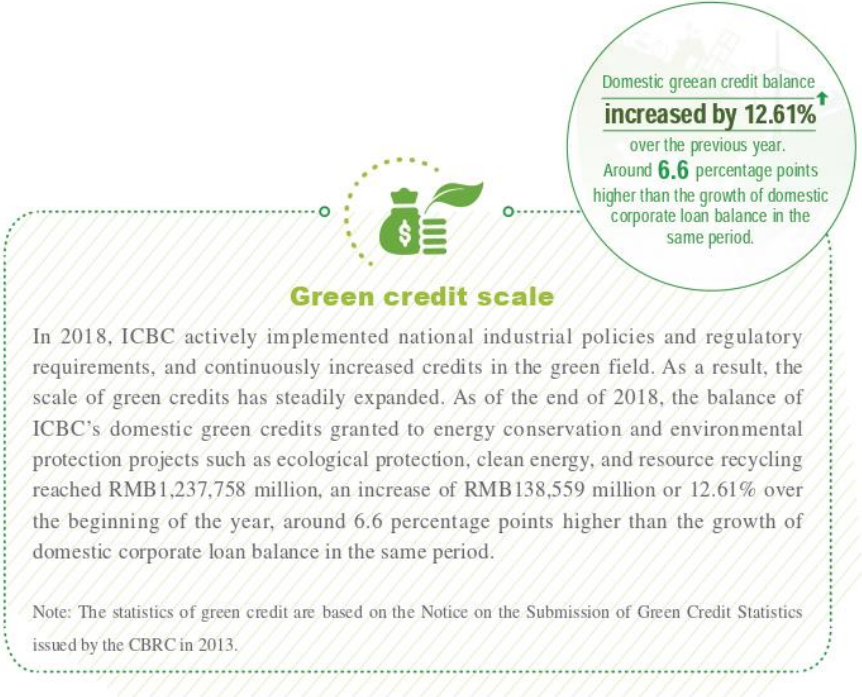 Domestic greean credit balance
increased by 12.61%
over the previous year.
Around 6.6 percentage points
higher than the growth of domestic
corporate loan balance in the
same period.
$
Green credit scale
In 2018, ICBC actively implemented national industrial policies and regulatory
requirements, and continuously increased credits in the green field. As a result, the
scale of green credits has steadily expanded. As of the end of 2018, the balance of
ICBC's domestic green credits granted to energy conservation and environmental
protection projects such as ecological protection, clean energy, and resource recycling
reached RMB1,237,758 million, an increase of RMB138,559 million or 12.61% over
the beginning of the year, around 6.6 percentage points higher than the growth of
domestic corporate loan balance in the same period.
Note: The statistics of green credit are based on the Notice on the Submission of Green Credit Statistics
issued by the CBRC in 2013.